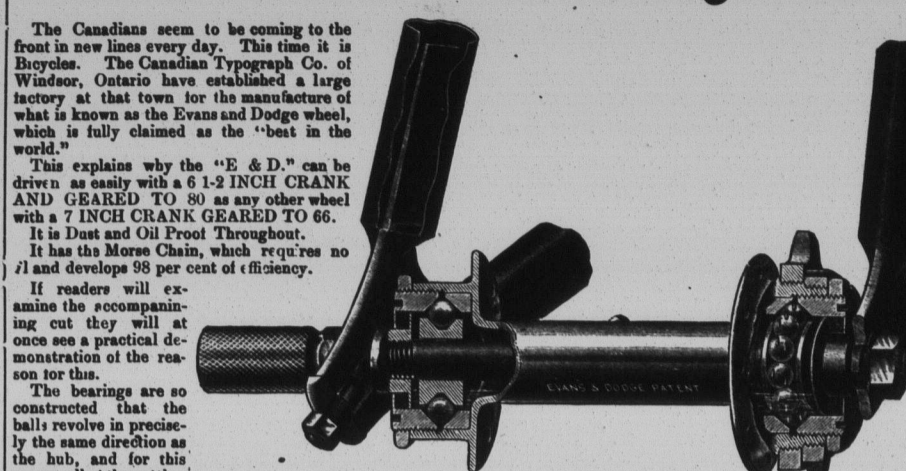 The Canadians seem to be coming to the
front in new lines every day. This time it is
Bicycles. The Canadian Typograph Co. of
Windsor, Ontario have established a large
factory at that town for the manufacture of
what is known as the Evans and Dodge wheel,
which is fully claimed as the "best in the
world."
This explains why the "E & D." can be
driven as easily with a 6 1-2 INCH CRANK
AND GEARED TO 80 as any other wheel
with a 7 INCH CRANK GEARED TO 66.
It is Dust and Oil Proof Throughout.
It has the Morse Chain, which requires no
il and develops 98 per cent of efficiency.
If readers will ex-
amine the accompanin-
ing cut they will at
once see a practical de-
monstration of the rea-
son for this.
The bearings are so
constructed that the
balls revolve in precise-
ly the same direction as
the hub, and for this
EVANS & DODGE PATENT